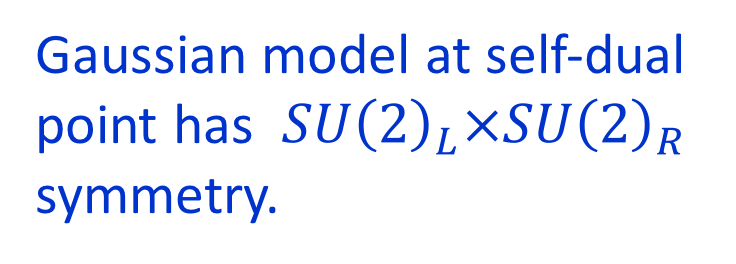 Gaussian model at self-dual
point has 𝑆𝑈(2)_𝐿×𝑆𝑈(2)_𝑅
symmetry.